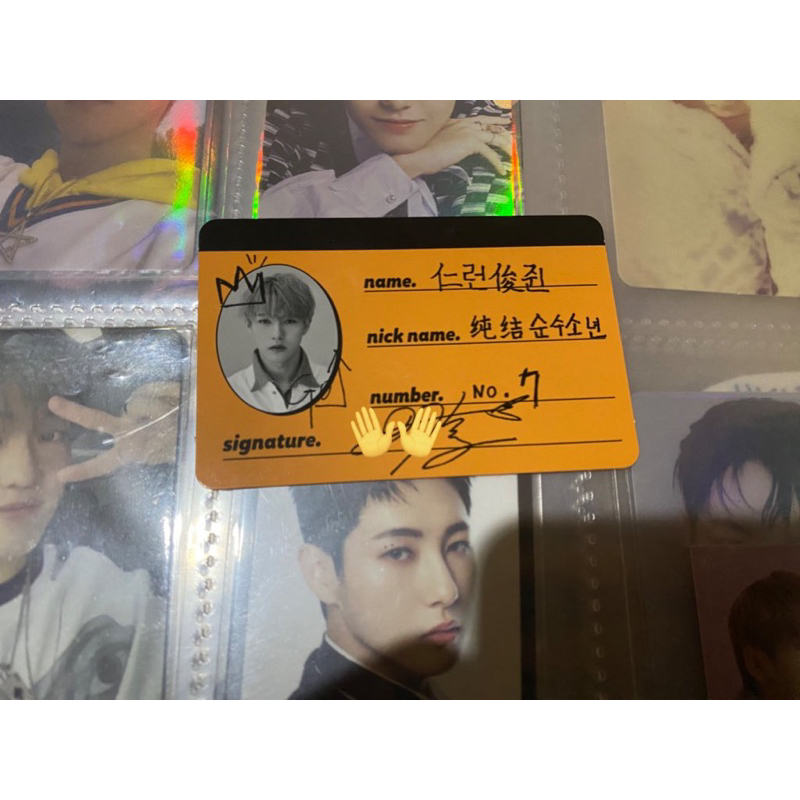 name. 仁런俊쥔
nick name. 纯结순수소년
number. NO. 7
signature.